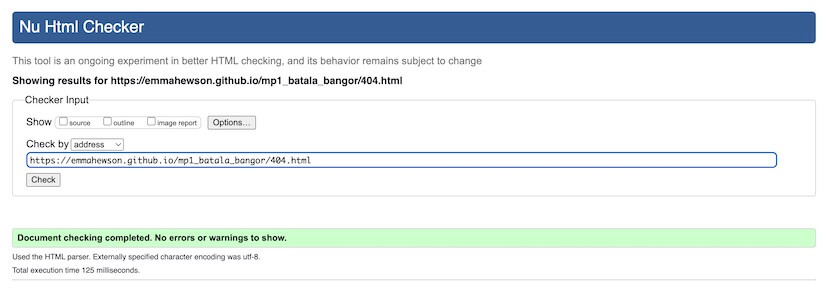 Nu Html Checker
This tool is an ongoing experiment in better HTML checking, and its behavior remains subject to change
Showing results for https://emmahewson.github.io/mp1_batala_bangor/404.html
Checker Input
Show source outline image report Options...
Check by address
https://emmahewson.github.io/mp1_batala_bangor/404.html
Check
Document checking completed. No errors or warnings to show.
Used the HTML parser. Externally specified character encoding was utf-8.
Total execution time 125 milliseconds.